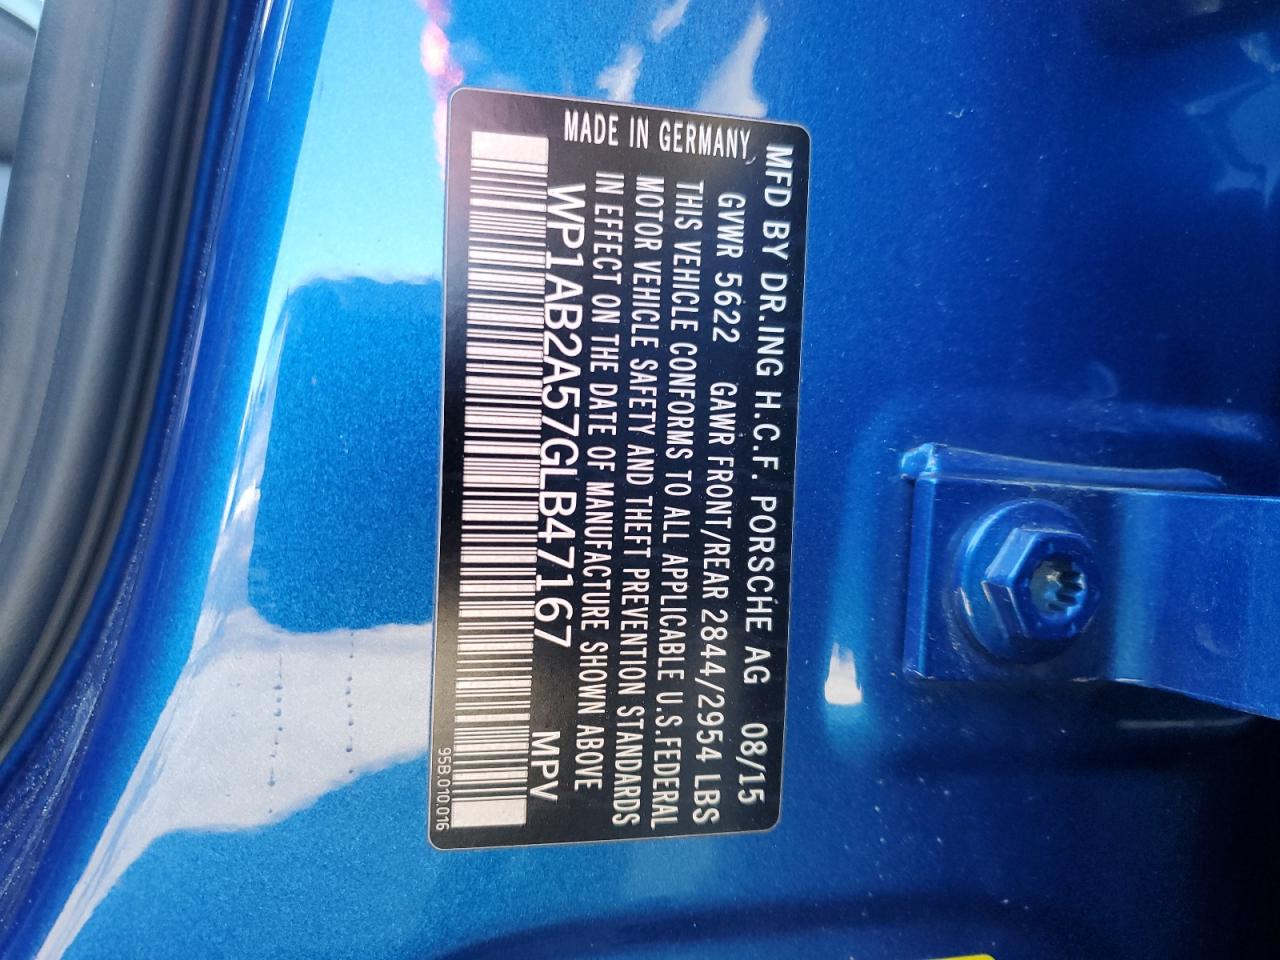 MFD BY DR.ING H.C.F. PORSCHE AG 08/15
GVWR 5622 GAWR FRONT/REAR 2844/2954 LBS
THIS VEHICLE CONFORMS TO ALL APPLICABLE U.S.FEDERAL
MOTOR VEHICLE SAFETY AND THEFT PREVENTION STANDARDS
IN EFFECT ON THE DATE OF MANUFACTURE SHOWN ABOVE
WP1AB2A57GLB47167 MPV
MADE IN GERMANY
95B.010.016